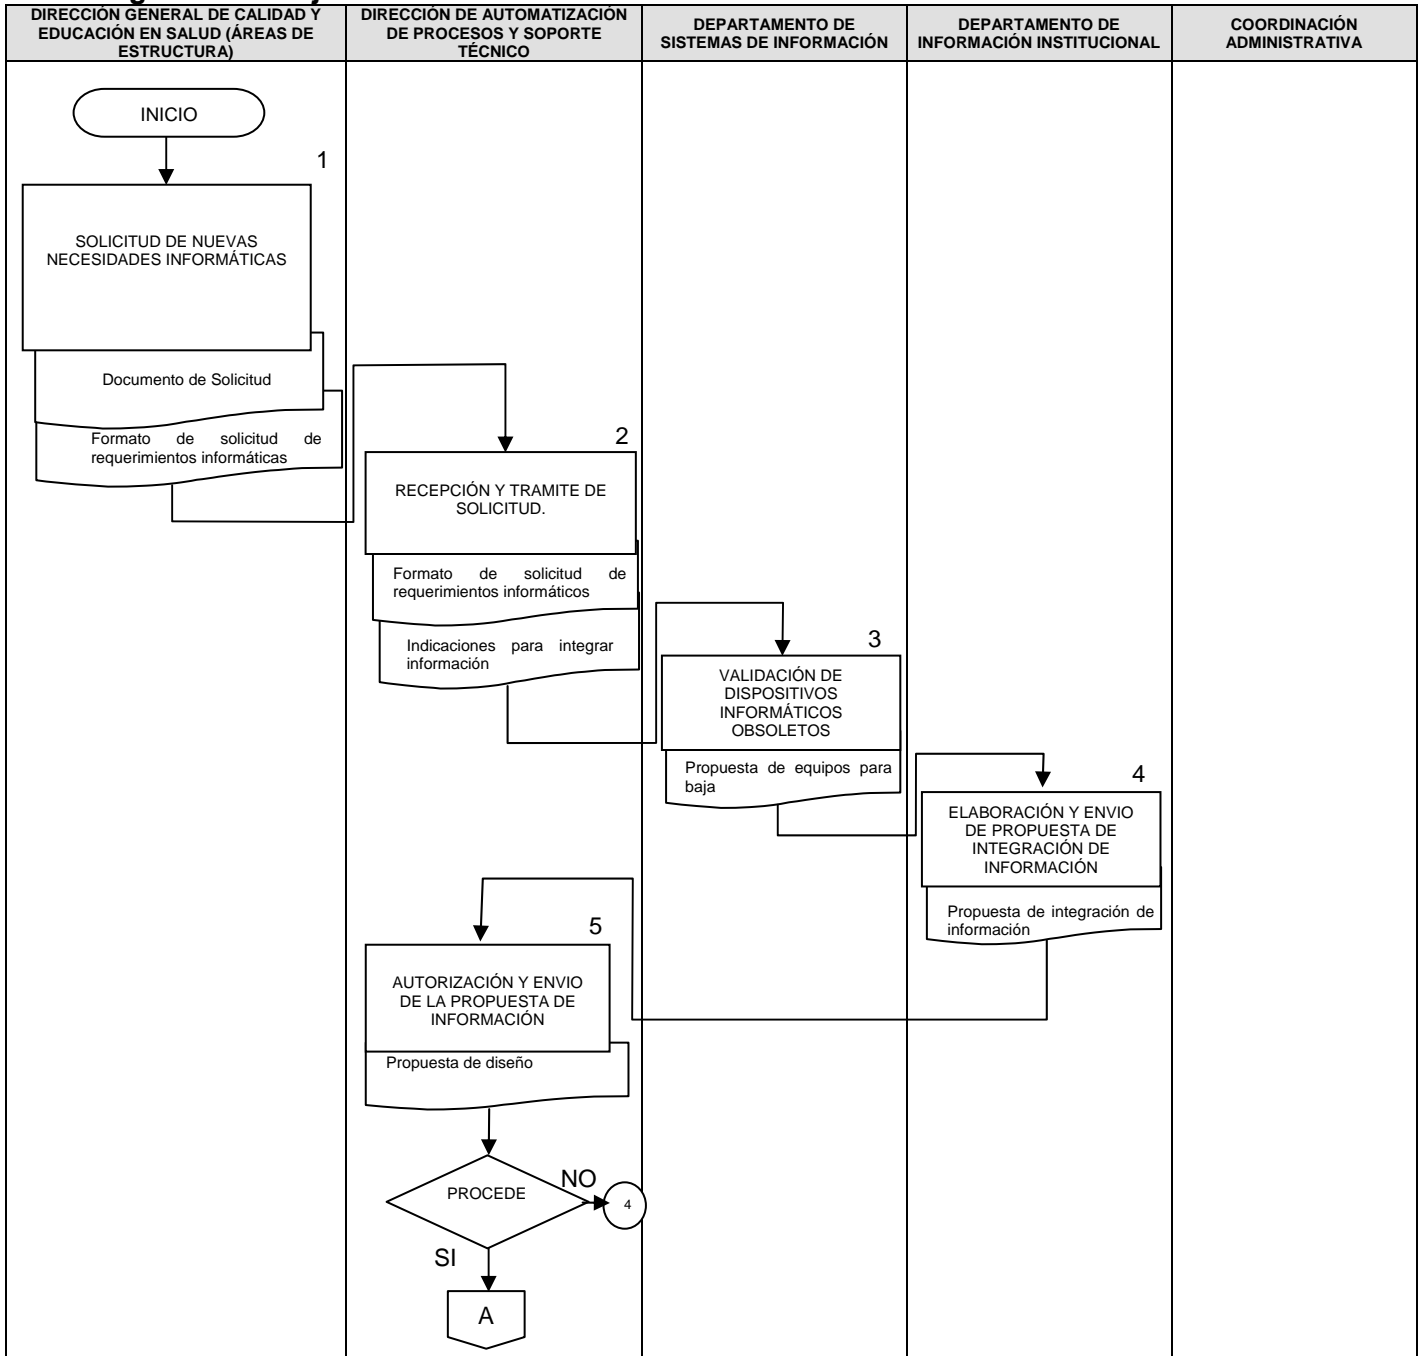 DIRECCIÓN GENERAL DE CALIDAD Y
EDUCACIÓN EN SALUD (ÁREAS DE
ESTRUCTURA)
DIRECCIÓN DE AUTOMATIZACIÓN
DE PROCESOS Y SOPORTE
TÉCNICO
DEPARTAMENTO DE
SISTEMAS DE INFORMACIÓN
DEPARTAMENTO DE
INFORMACIÓN INSTITUCIONAL
COORDINACIÓN
ADMINISTRATIVA
INICIO
1
SOLICITUD DE NUEVAS
NECESIDADES INFORMÁTICAS
Documento de Solicitud
Formato de solicitud de
requerimientos informáticas
2
RECEPCIÓN Y TRAMITE DE
SOLICITUD.
Formato de solicitud de
requerimientos informáticos
Indicaciones para integrar
información
3
VALIDACIÓN DE
DISPOSITIVOS
INFORMÁTICOS
OBSOLETOS
Propuesta de equipos para
baja
4
ELABORACIÓN Y ENVIO
DE PROPUESTA DE
INTEGRACIÓN DE
INFORMACIÓN
Propuesta de integración de
información
5
AUTORIZACIÓN Y ENVIO
DE LA PROPUESTA DE
INFORMACIÓN
Propuesta de diseño
PROCEDE
NO
4
SI
A